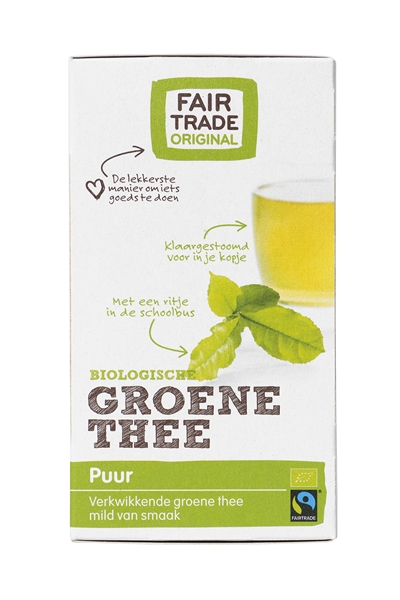 FAIR
TRADE
ORIGINAL
De lekkerste
manier om iets
goeds te doen
Klaargestoomd
voor in je kopje
Met een ritje
in de schoolbus
BIOLOGISCHE
GROENE
THEE
Puur
Verkwikkende groene thee
mild van smaak
FAIRTRADE